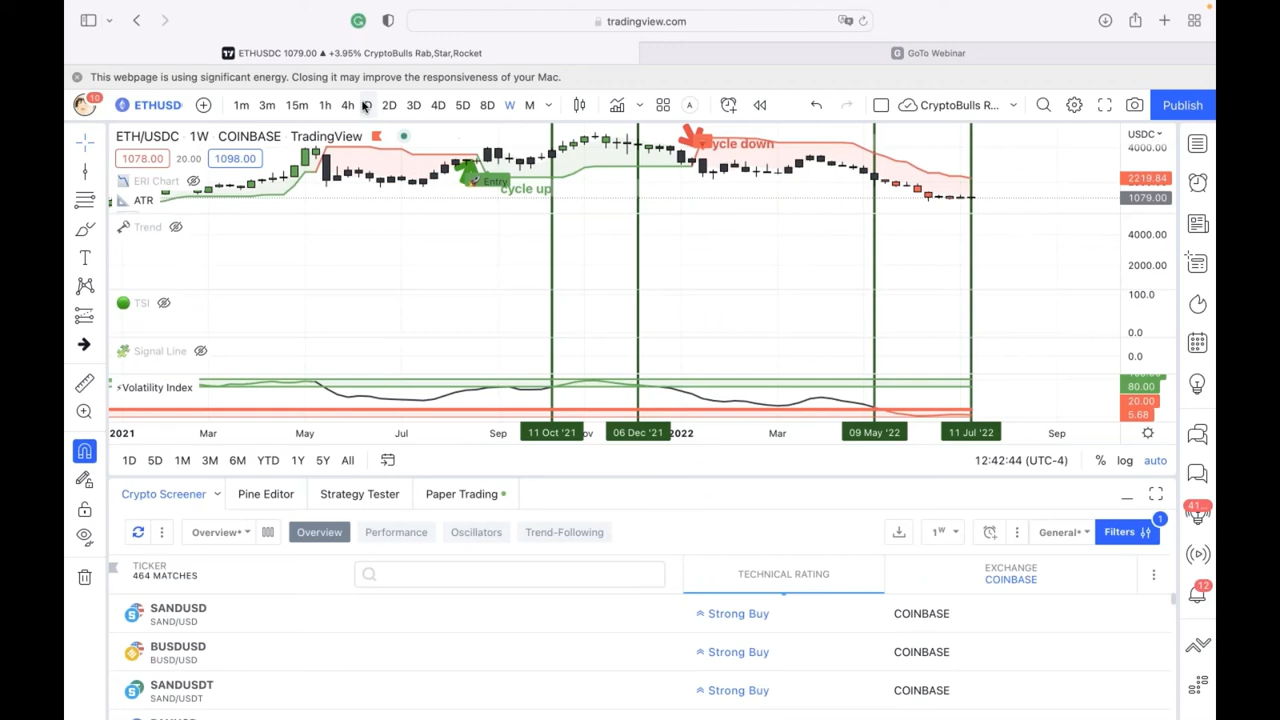 tradingview.com
ETHUSDC 1079.00 ▲ +3.95% CryptoBulls Rab,Star,Rocket
G GoTo Webinar
This webpage is using significant energy. Closing it may improve the responsiveness of your Mac.
10 ETHUSD 1m 3m 15m 1h 4h 2D 3D 4D 5D 8D W M A CryptoBulls R... Publish
ETH/USDC 1W COINBASE TradingView
USDC
1078.00 20.00 1098.00
ERI Chart
ATR
Entry
cycle up
cycle down
4000.00
2219.84
1079.00
Trend
4000.00
2000.00
TSI
100.0
0.0
Signal Line
0.0
⚡Volatility Index
80.00
20.00
5.68
2021 Mar May Jul Sep 11 Oct '21 06 Dec '21 2022 Mar 09 May '22 11 Jul '22 Sep
1D 5D 1M 3M 6M YTD 1Y 5Y All 12:42:44 (UTC-4) % log auto
Crypto Screener Pine Editor Strategy Tester Paper Trading
41...
Overview* Overview Performance Oscillators Trend-Following 1W General* Filters 1
TICKER
464 MATCHES
TECHNICAL RATING
EXCHANGE
COINBASE
12
SANDUSD
SAND/USD
Strong Buy COINBASE
BUSDUSD
BUSD/USD
Strong Buy COINBASE
SANDUSDT
SAND/USDT
Strong Buy COINBASE